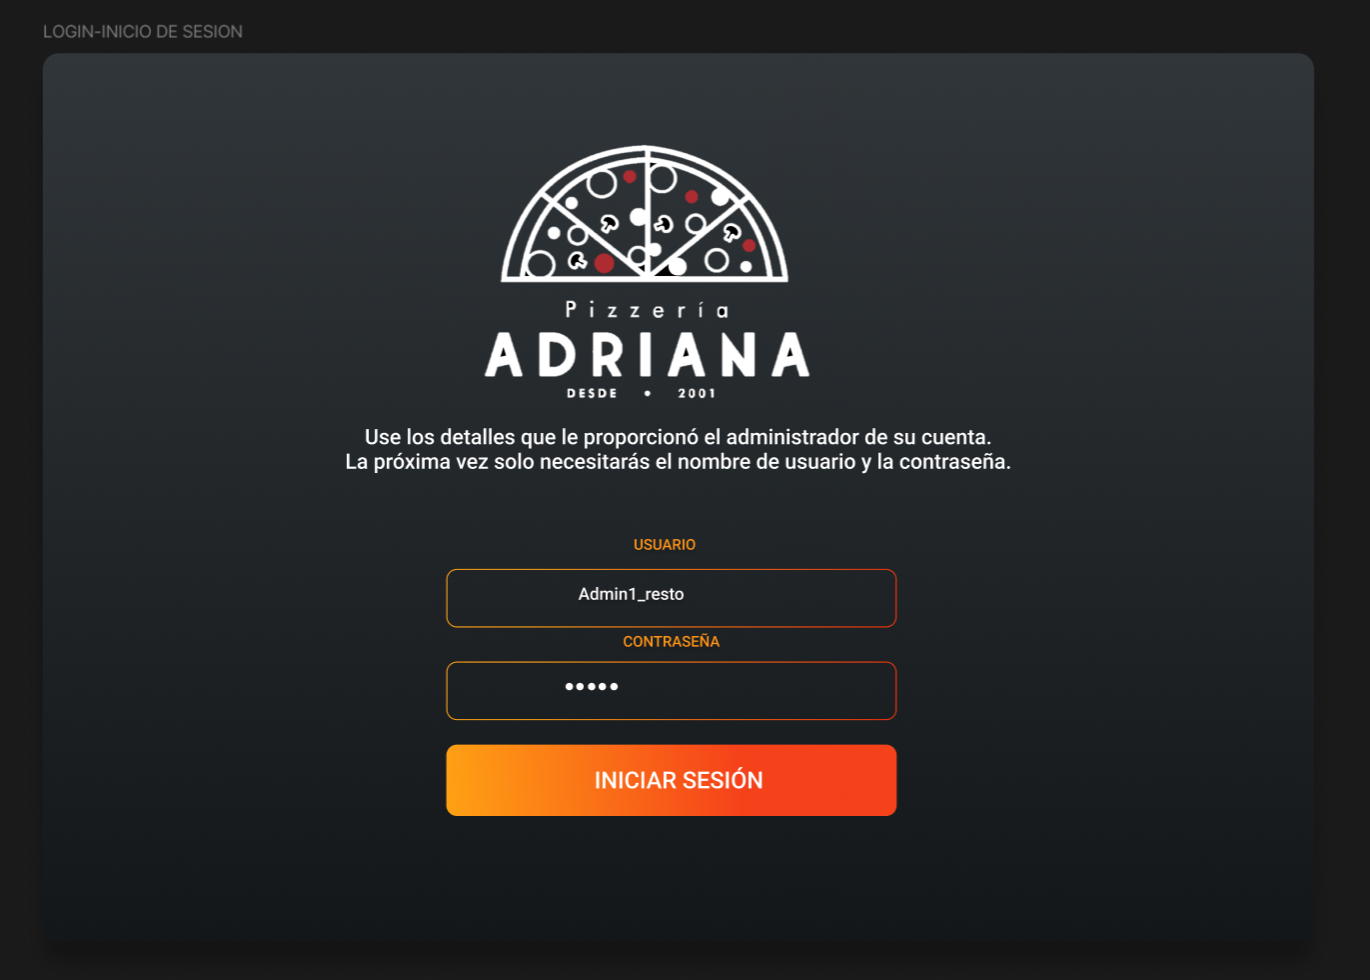 LOGIN-INICIO DE SESION
Pizzería
ADRIANA
DESDE • 2001
Use los detalles que le proporcionó el administrador de su cuenta.
La próxima vez solo necesitarás el nombre de usuario y la contraseña.
USUARIO
Admin1_resto
CONTRASEÑA
•••••
INICIAR SESIÓN